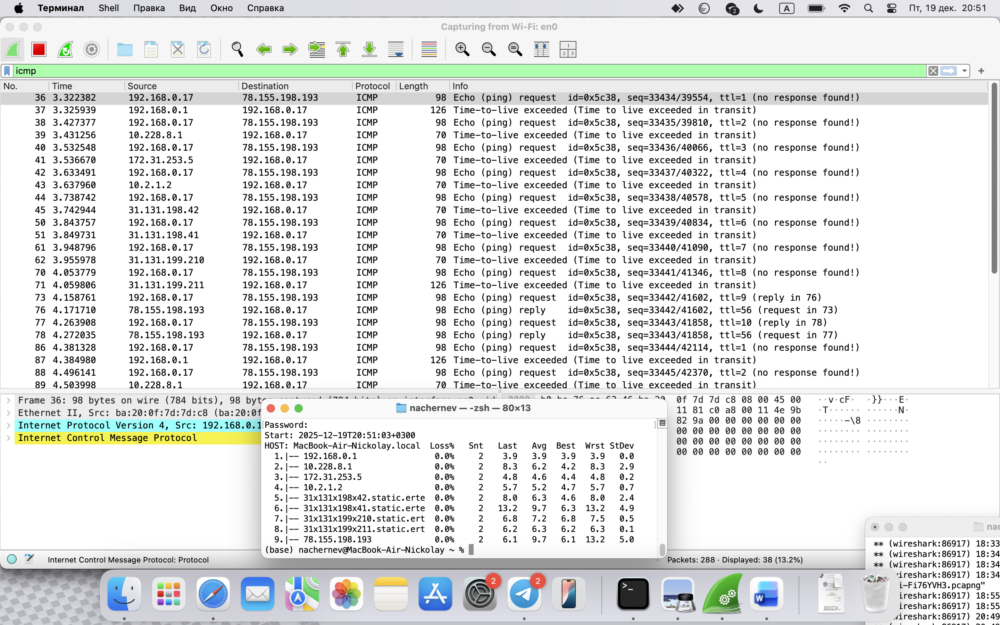 Терминал Shell Правка Вид Окно Справка 2 A Пт, 19 дек. 20:51
Capturing from Wi-Fi: en0
icmp
No. Time Source Destination Protocol Length Info
36 3.322382 192.168.0.17 78.155.198.193 ICMP 98 Echo (ping) request id=0x5c38, seq=33434/39554, ttl=1 (no response found!)
37 3.325939 192.168.0.1 192.168.0.17 ICMP 126 Time-to-live exceeded (Time to live exceeded in transit)
38 3.427377 192.168.0.17 78.155.198.193 ICMP 98 Echo (ping) request id=0x5c38, seq=33435/39810, ttl=2 (no response found!)
39 3.431256 10.228.8.1 192.168.0.17 ICMP 70 Time-to-live exceeded (Time to live exceeded in transit)
40 3.532548 192.168.0.17 78.155.198.193 ICMP 98 Echo (ping) request id=0x5c38, seq=33436/40066, ttl=3 (no response found!)
41 3.536670 172.31.253.5 192.168.0.17 ICMP 70 Time-to-live exceeded (Time to live exceeded in transit)
42 3.633491 192.168.0.17 78.155.198.193 ICMP 98 Echo (ping) request id=0x5c38, seq=33437/40322, ttl=4 (no response found!)
43 3.637960 10.2.1.2 192.168.0.17 ICMP 70 Time-to-live exceeded (Time to live exceeded in transit)
44 3.738742 192.168.0.17 78.155.198.193 ICMP 98 Echo (ping) request id=0x5c38, seq=33438/40578, ttl=5 (no response found!)
45 3.742944 31.131.198.42 192.168.0.17 ICMP 70 Time-to-live exceeded (Time to live exceeded in transit)
50 3.843757 192.168.0.17 78.155.198.193 ICMP 98 Echo (ping) request id=0x5c38, seq=33439/40834, ttl=6 (no response found!)
51 3.849731 31.131.198.41 192.168.0.17 ICMP 70 Time-to-live exceeded (Time to live exceeded in transit)
61 3.948796 192.168.0.17 78.155.198.193 ICMP 98 Echo (ping) request id=0x5c38, seq=33440/41090, ttl=7 (no response found!)
62 3.955978 31.131.199.210 192.168.0.17 ICMP 70 Time-to-live exceeded (Time to live exceeded in transit)
70 4.053779 192.168.0.17 78.155.198.193 ICMP 98 Echo (ping) request id=0x5c38, seq=33441/41346, ttl=8 (no response found!)
71 4.059806 31.131.199.211 192.168.0.17 ICMP 126 Time-to-live exceeded (Time to live exceeded in transit)
73 4.158761 192.168.0.17 78.155.198.193 ICMP 98 Echo (ping) request id=0x5c38, seq=33442/41602, ttl=9 (reply in 76)
76 4.171710 78.155.198.193 192.168.0.17 ICMP 98 Echo (ping) reply id=0x5c38, seq=33442/41602, ttl=56 (request in 73)
77 4.263908 192.168.0.17 78.155.198.193 ICMP 98 Echo (ping) request id=0x5c38, seq=33443/41858, ttl=10 (reply in 78)
78 4.272035 78.155.198.193 192.168.0.17 ICMP 98 Echo (ping) reply id=0x5c38, seq=33443/41858, ttl=56 (request in 77)
86 4.381328 192.168.0.17 78.155.198.193 ICMP 98 Echo (ping) request id=0x5c38, seq=33444/42114, ttl=1 (no response found!)
87 4.384980 192.168.0.1 192.168.0.17 ICMP 126 Time-to-live exceeded (Time to live exceeded in transit)
88 4.496141 192.168.0.17 78.155.198.193 ICMP 98 Echo (ping) request id=0x5c38, seq=33445/42370, ttl=2 (no response found!)
89 4.503998 10.228.8.1 192.168.0.17 ICMP 70 Time-to-live exceeded (Time to live exceeded in transit)
Frame 36: 98 bytes on wire (784 bits), 98 bytes
Ethernet II, Src: ba:20:0f:7d:7d:c8 (ba:20:0f
Internet Protocol Version 4, Src: 192.168.0.1
Internet Control Message Protocol
0f 7d 7d c8 08 00 45 00 ··v·cF· ·}}···E·
11 81 c0 a8 00 11 4e 9b ·T······ ······N·
82 9a 00 00 00 00 00 00 ·····-\8 ········
00 00 00 00 00 00 00 00 ········ ········
00 00 00 00 00 00 00 00 ········ ········
00 00 00 00 00 00 00 00 ········ ········
··
nachernev — -zsh — 80×13
[Password: ]
Start: 2025-12-19T20:51:03+0300
HOST: MacBook-Air-Nickolay.local Loss% Snt Last Avg Best Wrst StDev
1.|-- 192.168.0.1 0.0% 2 3.9 3.9 3.9 3.9 0.0
2.|-- 10.228.8.1 0.0% 2 8.3 6.2 4.2 8.3 2.9
3.|-- 172.31.253.5 0.0% 2 4.8 4.6 4.4 4.8 0.2
4.|-- 10.2.1.2 0.0% 2 5.7 5.2 4.7 5.7 0.7
5.|-- 31x131x198x42.static.erte 0.0% 2 8.0 6.3 4.6 8.0 2.4
6.|-- 31x131x198x41.static.erte 0.0% 2 13.2 9.7 6.3 13.2 4.9
7.|-- 31x131x199x210.static.ert 0.0% 2 6.8 7.2 6.8 7.5 0.5
8.|-- 31x131x199x211.static.ert 0.0% 2 6.2 6.3 6.2 6.3 0.1
9.|-- 78.155.198.193 0.0% 2 6.1 9.7 6.1 13.2 5.0
(base) nachernev@MacBook-Air-Nickolay ~ %
Internet Control Message Protocol: Protocol
Packets: 288 · Displayed: 38 (13.2%)
nac
** (wireshark:86917) 18:33
** (wireshark:86917) 18:34
** (wireshark:86917) 18:34
ireshark:86917) 18:34
i-Fi76YVH3.pcapng"
ireshark:86917) 18:55
ireshark:86917) 18:55
ireshark:86917) 20:49
2
2
>_
W
DOCX